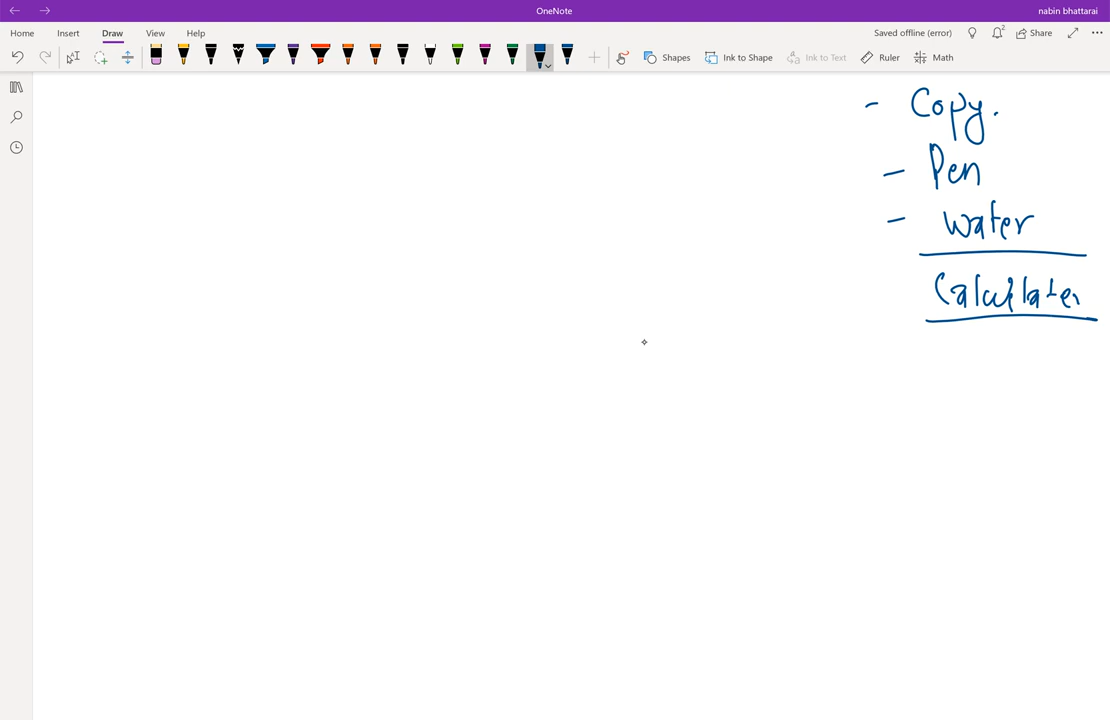 OneNote
nabin bhattarai
Home Insert Draw View Help
Saved offline (error)
2
Share
Shapes
Ink to Shape
Ink to Text
Ruler
Math
- Copy.
- Pen
- water
Calculater